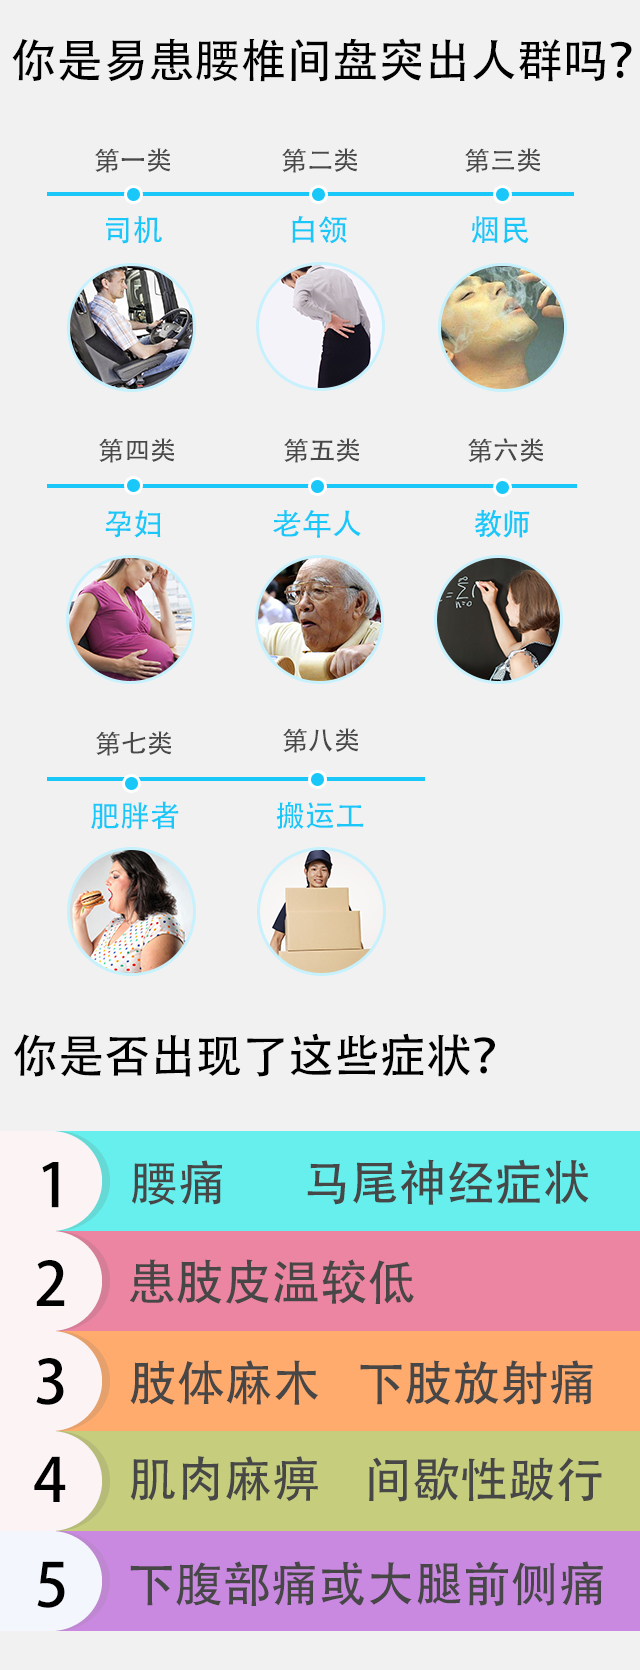 你是易患腰椎间盘突出人群吗?
第一类 第二类 第三类
司机 白领 烟民
第四类 第五类 第六类
孕妇 老年人 教师
=∑(
∞
n=0
第七类 第八类
肥胖者 搬运工
你是否出现了这些症状?
1 腰痛 马尾神经症状
2 患肢皮温较低
3 肢体麻木 下肢放射痛
4 肌肉麻痹 间歇性跛行
5 下腹部痛或大腿前侧痛